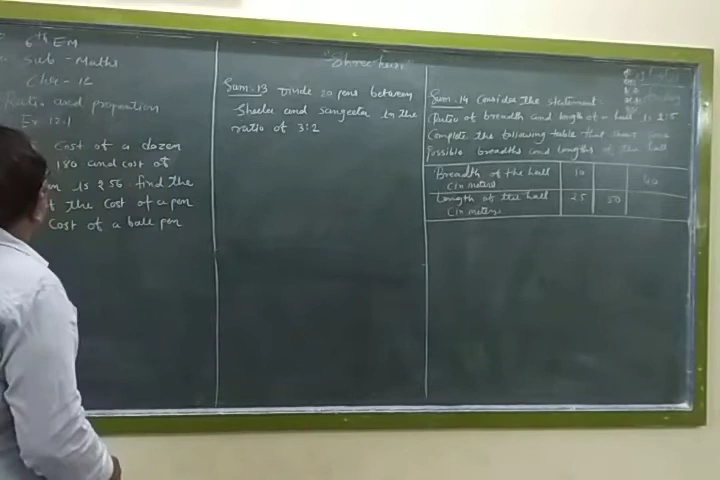 6th EM
Sub - Maths
Ratio and proportion
Ex 12.1
Cost of a dozen
180 and cost of
is ₹56 find the
the cost of a pen
Cost of a ball pen
"Shree hari"
Sum. 13 Divide 20 pens between
Sheela and sangeeta in the
ratio of 3:2
Sum. 14 Consider the statement.
Ratio of breadth and length of a hall is 2:5
Complete the following table that shows some
Possible breadths and lengths of the hall
Breadth of the hall 10 40
(in meters)
Length of the hall 25 50
(in meters)